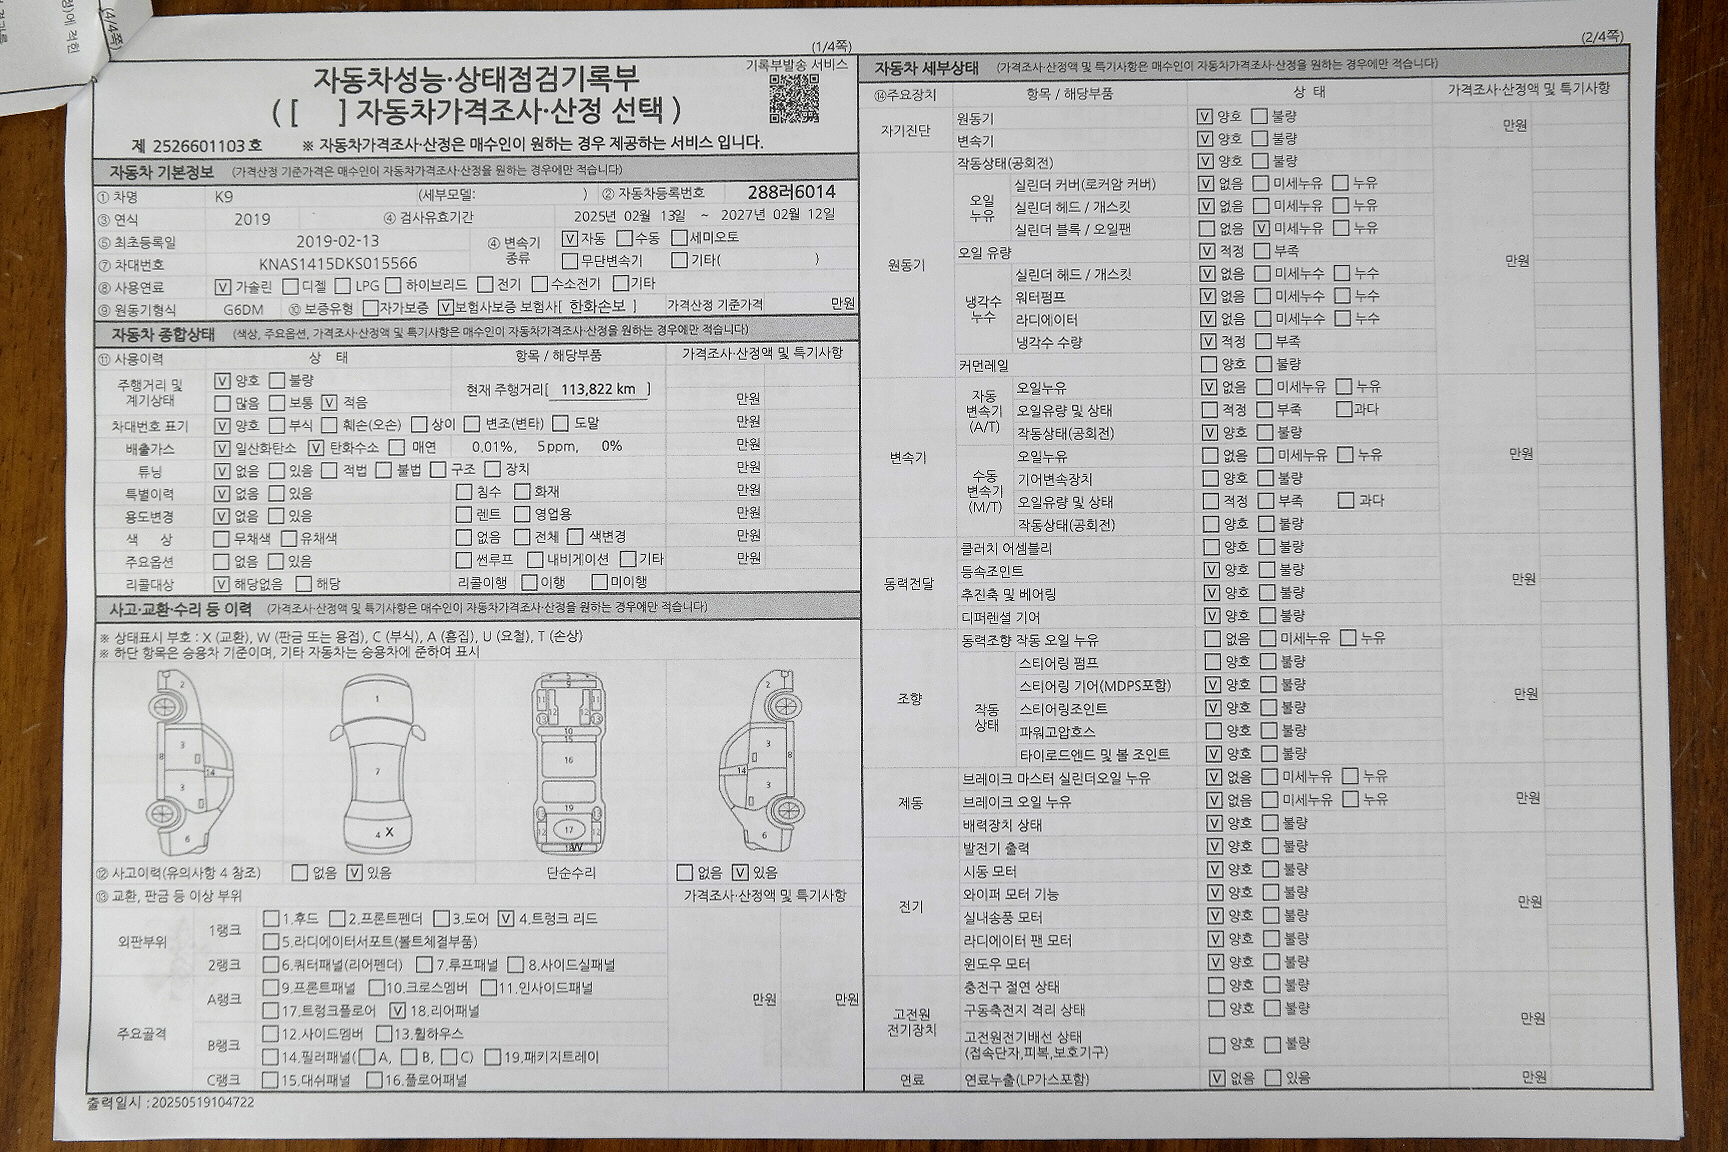 (4/4쪽)
(1/4쪽)
자동차성능·상태점검기록부
기록부발송 서비스
( [ ] 자동차가격조사·산정 선택 )
제 2526601103 호 ※ 자동차가격조사·산정은 매수인이 원하는 경우 제공하는 서비스 입니다.
자동차 기본정보 (가격산정 기준가격은 매수인이 자동차가격조사·산정을 원하는 경우에만 적습니다)
① 차명 K9 (세부모델: ) ② 자동차등록번호 288러6014
③ 연식 2019 ④ 검사유효기간 2025년 02월 13일 ~ 2027년 02월 12일
⑤ 최초등록일 2019-02-13 ④ 변속기 종류 V 자동 수동 세미오토
⑦ 차대번호 KNAS1415DKS015566 무단변속기 기타( )
⑧ 사용연료 V 가솔린 디젤 LPG 하이브리드 전기 수소전기 기타
⑨ 원동기형식 G6DM ⑩ 보증유형 자가보증 V 보험사보증 보험사[ 한화손보 ] 가격산정 기준가격 만원
자동차 종합상태 (색상, 주요옵션, 가격조사·산정액 및 특기사항은 매수인이 자동차가격조사·산정을 원하는 경우에만 적습니다)
⑪ 사용이력 상 태 항목 / 해당부품 가격조사·산정액 및 특기사항
주행거리 및 계기상태 V 양호 불량 현재 주행거리[ 113,822 km ]
많음 보통 V 적음 만원
차대번호 표기 V 양호 부식 훼손(오손) 상이 변조(변타) 도말 만원
배출가스 V 일산화탄소 V 탄화수소 매연 0.01%, 5ppm, 0% 만원
튜닝 V 없음 있음 적법 불법 구조 장치 만원
특별이력 V 없음 있음 침수 화재 만원
용도변경 V 없음 있음 렌트 영업용 만원
색 상 무채색 유채색 없음 전체 색변경 만원
주요옵션 없음 있음 썬루프 내비게이션 기타 만원
리콜대상 V 해당없음 해당 리콜이행 이행 미이행
사고·교환·수리 등 이력 (가격조사·산정액 및 특기사항은 매수인이 자동차가격조사·산정을 원하는 경우에만 적습니다)
※ 상태표시 부호 : X (교환), W (판금 또는 용접), C (부식), A (흠집), U (요철), T (손상)
※ 하단 항목은 승용차 기준이며, 기타 자동차는 승용차에 준하여 표시
2 3 8 14 3 6
1 7 4 X
9 11 12 13 10 15 16 19 12 17 18 W
2 3 8 14 3 6
⑫ 사고이력(유의사항 4 참조) 없음 V 있음 단순수리 없음 V 있음
⑬ 교환, 판금 등 이상 부위 가격조사·산정액 및 특기사항
외판부위 1랭크 1.후드 2.프론트펜더 3.도어 V 4.트렁크 리드
5.라디에이터서포트(볼트체결부품)
2랭크 6.쿼터패널(리어펜더) 7.루프패널 8.사이드실패널
주요골격 A랭크 9.프론트패널 10.크로스멤버 11.인사이드패널
17.트렁크플로어 V 18.리어패널 만원 만원
B랭크 12.사이드멤버 13.휠하우스
14.필러패널( A, B, C) 19.패키지트레이
C랭크 15.대쉬패널 16.플로어패널
출력일시 : 20250519104722
(2/4쪽)
자동차 세부상태 (가격조사·산정액 및 특기사항은 매수인이 자동차가격조사·산정을 원하는 경우에만 적습니다)
⑭주요장치 항목 / 해당부품 상 태 가격조사·산정액 및 특기사항
자기진단 원동기 V 양호 불량 만원
변속기 V 양호 불량
원동기 작동상태(공회전) V 양호 불량
오일 누유 실린더 커버(로커암 커버) V 없음 미세누유 누유
실린더 헤드 / 개스킷 V 없음 미세누유 누유
실린더 블록 / 오일팬 없음 V 미세누유 누유
오일 유량 V 적정 부족 만원
냉각수 누수 실린더 헤드 / 개스킷 V 없음 미세누수 누수
워터펌프 V 없음 미세누수 누수
라디에이터 V 없음 미세누수 누수
냉각수 수량 V 적정 부족
커먼레일 양호 불량
변속기 자동 변속기 (A/T) 오일누유 V 없음 미세누유 누유
오일유량 및 상태 적정 부족 과다
작동상태(공회전) V 양호 불량
수동 변속기 (M/T) 오일누유 없음 미세누유 누유 만원
기어변속장치 양호 불량
오일유량 및 상태 적정 부족 과다
작동상태(공회전) 양호 불량
동력전달 클러치 어셈블리 양호 불량
등속조인트 V 양호 불량 만원
추진축 및 베어링 V 양호 불량
디퍼렌셜 기어 V 양호 불량
조향 동력조향 작동 오일 누유 없음 미세누유 누유
작동 상태 스티어링 펌프 양호 불량
스티어링 기어(MDPS포함) V 양호 불량 만원
스티어링조인트 V 양호 불량
파워고압호스 양호 불량
타이로드엔드 및 볼 조인트 V 양호 불량
제동 브레이크 마스터 실린더오일 누유 V 없음 미세누유 누유
브레이크 오일 누유 V 없음 미세누유 누유 만원
배력장치 상태 V 양호 불량
전기 발전기 출력 V 양호 불량
시동 모터 V 양호 불량
와이퍼 모터 기능 V 양호 불량 만원
실내송풍 모터 V 양호 불량
라디에이터 팬 모터 V 양호 불량
윈도우 모터 V 양호 불량
고전원 전기장치 충전구 절연 상태 양호 불량
구동축전지 격리 상태 양호 불량 만원
고전원전기배선 상태 (접속단자,피복,보호기구) 양호 불량
연료 연료누출(LP가스포함) V 없음 있음 만원